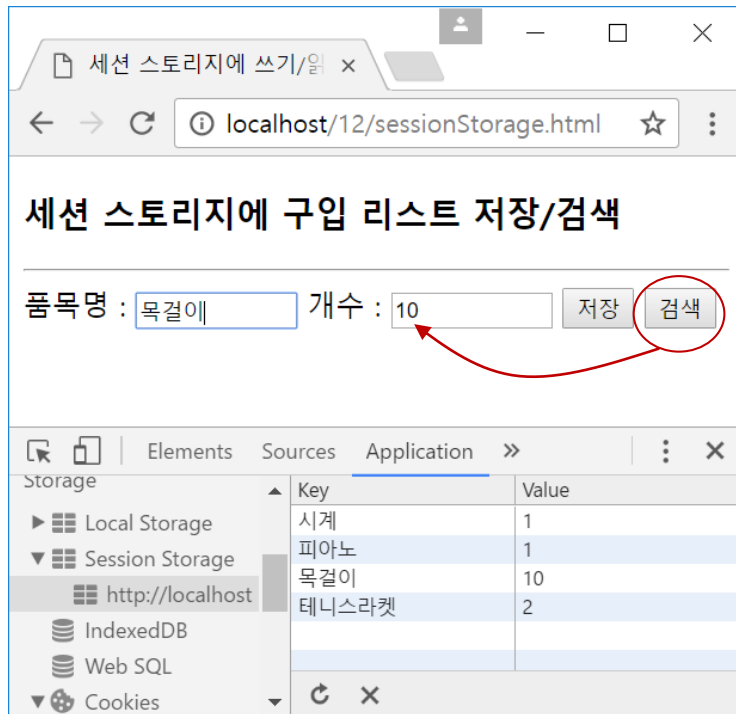 세션 스토리지에 쓰기/읽
localhost/12/sessionStorage.html
세션 스토리지에 구입 리스트 저장/검색
품목명 : 목걸이 개수 : 10 저장 검색
Elements Sources Application
Storage
Local Storage
Session Storage
http://localhost
IndexedDB
Web SQL
Cookies
Key Value
시계 1
피아노 1
목걸이 10
테니스라켓 2